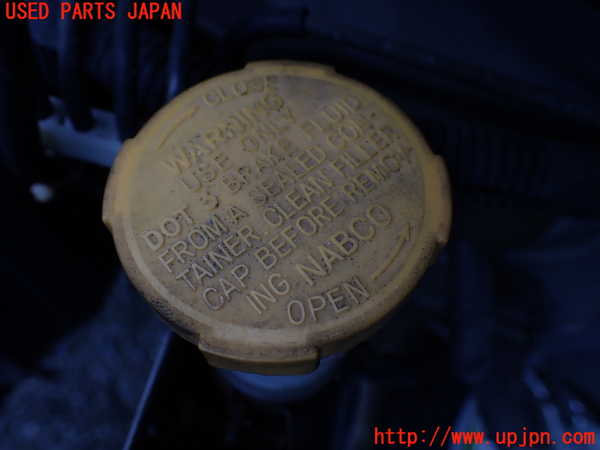 USED PARTS JAPAN
CLOSE
WARNING
USE ONLY
DOT 3 BRAKE FLUID
FROM A SEALED CON-
TAINER. CLEAN FILLER
CAP BEFORE REMOV-
ING NABCO
OPEN
http://www.upjpn.com/